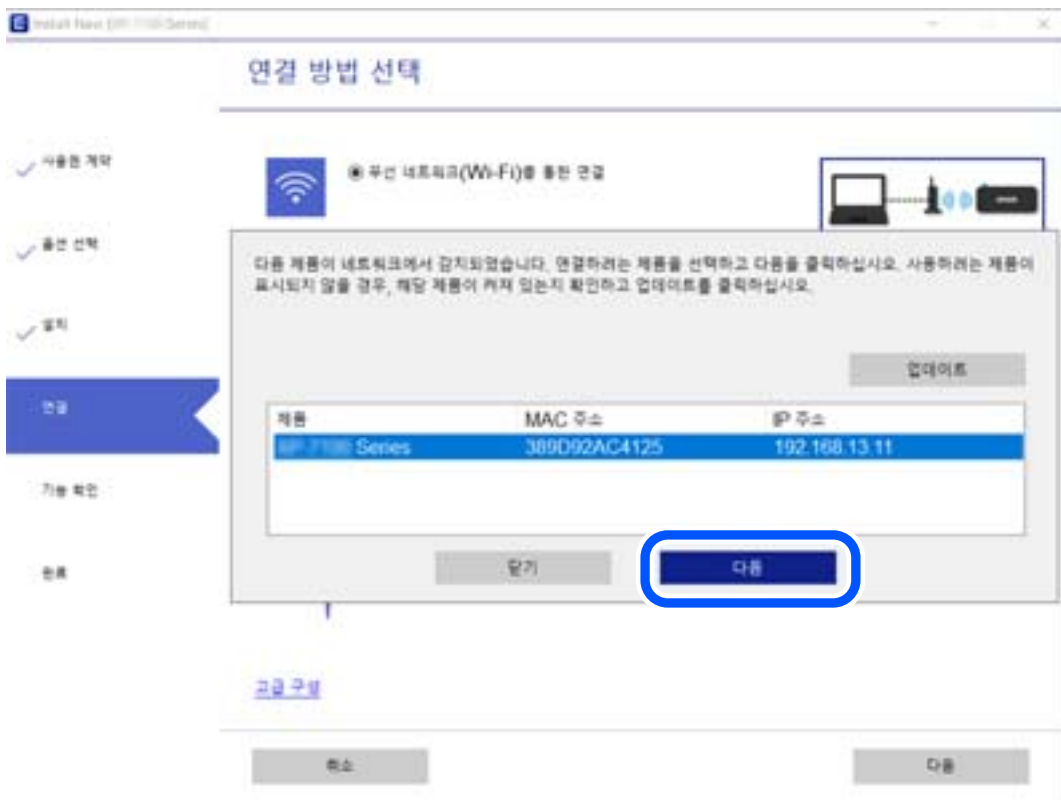 Install Navi Series]
연결 방법 선택
사용권 계약
무선 네트워크(Wi-Fi)를 통한 연결
옵션 선택
설치
연결
기능 확인
완료
다음 제품이 네트워크에서 감지되었습니다. 연결하려는 제품을 선택하고 다음을 클릭하십시오. 사용하려는 제품이
표시되지 않을 경우, 해당 제품이 켜져 있는지 확인하고 업데이트를 클릭하십시오.
업데이트
제품 MAC 주소 IP 주소
Series 389D92AC4125 192.168.13.11
닫기 다음
고급 구성
취소 다음